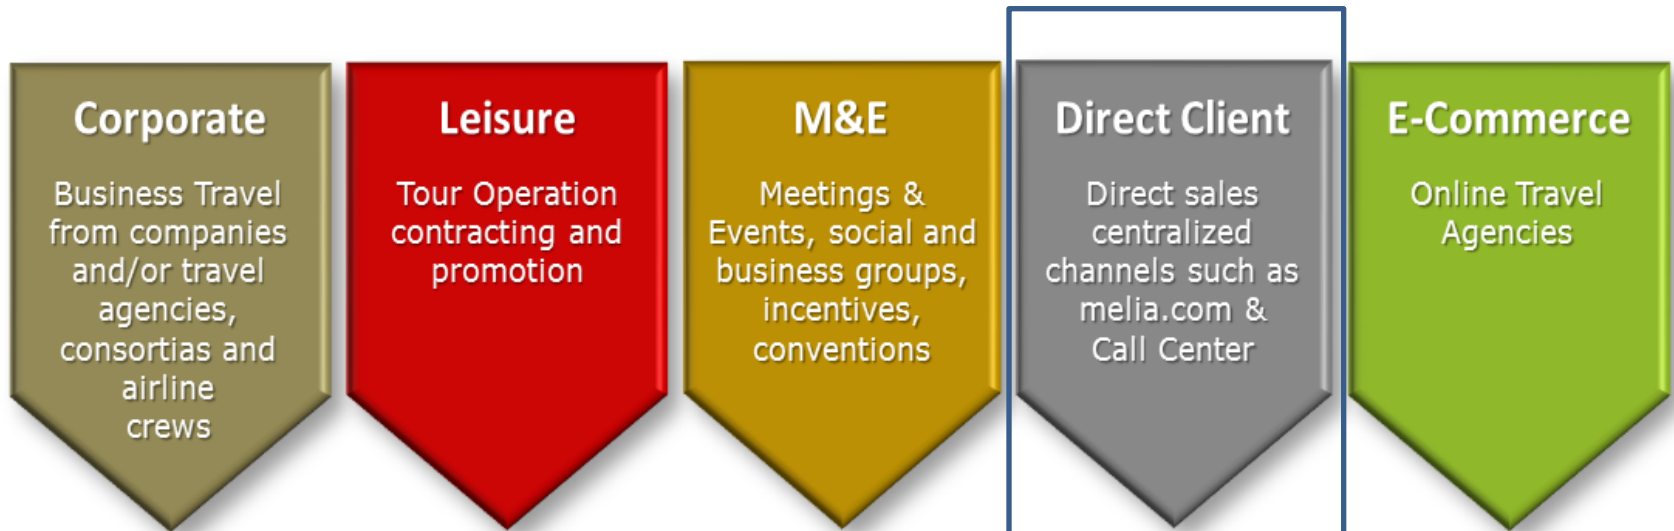 Corporate
Business Travel
from companies
and/or travel
agencies,
consortias and
airline
crews
Leisure
Tour Operation
contracting and
promotion
M&E
Meetings &
Events, social and
business groups,
incentives,
conventions
Direct Client
Direct sales
centralized
channels such as
melia.com &
Call Center
E-Commerce
Online Travel
Agencies